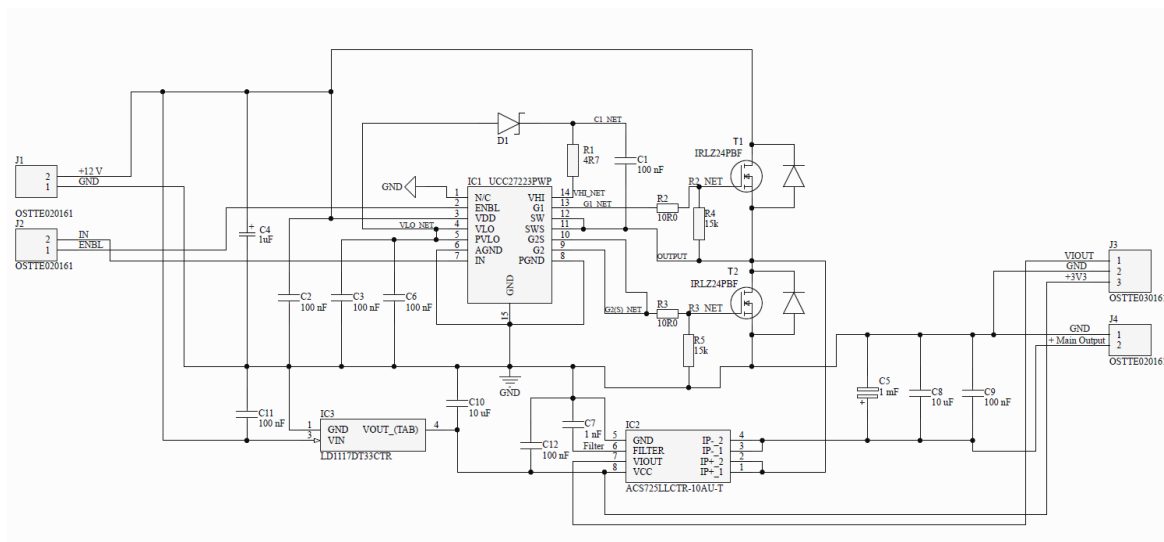 T1
IRLZ24PBF
C1_NET
D1
R1
4R7
C1
100 nF
J1
2
1
+12 V
GND
OSTTE020161
GND
IC1 UCC27223PWP
1 N/C VHI 14 VHI_NET
2 ENBL G1 13 G1_NET
3 VDD SW 12
4 VLO SWS 11
5 PVLO G2S 10
6 AGND G2 9
7 IN PGND 8
GND
15
VLO_NET
R2
10R0
R2_NET
R4
15k
OUTPUT
J2
2
1
IN
ENBL
OSTTE020161
+
C4
1uF
T2
IRLZ24PBF
C2
100 nF
C3
100 nF
C6
100 nF
G2(S)_NET
R3
10R0
R3_NET
R5
15k
J3
VIOUT 1
GND 2
+3V3 3
OSTTE030161
J4
GND 1
+ Main Output 2
OSTTE020161
GND
C5
1 mF
+
C8
10 uF
C9
100 nF
C11
100 nF
IC3
1 GND VOUT_(TAB) 4
3 VIN
LD1117DT33CTR
C10
10 uF
C12
100 nF
C7
1 nF
Filter
IC2
5 GND IP-_2 4
6 FILTER IP-_1 3
7 VIOUT IP+_2 2
8 VCC IP+_1 1
ACS725LLCTR-10AU-T